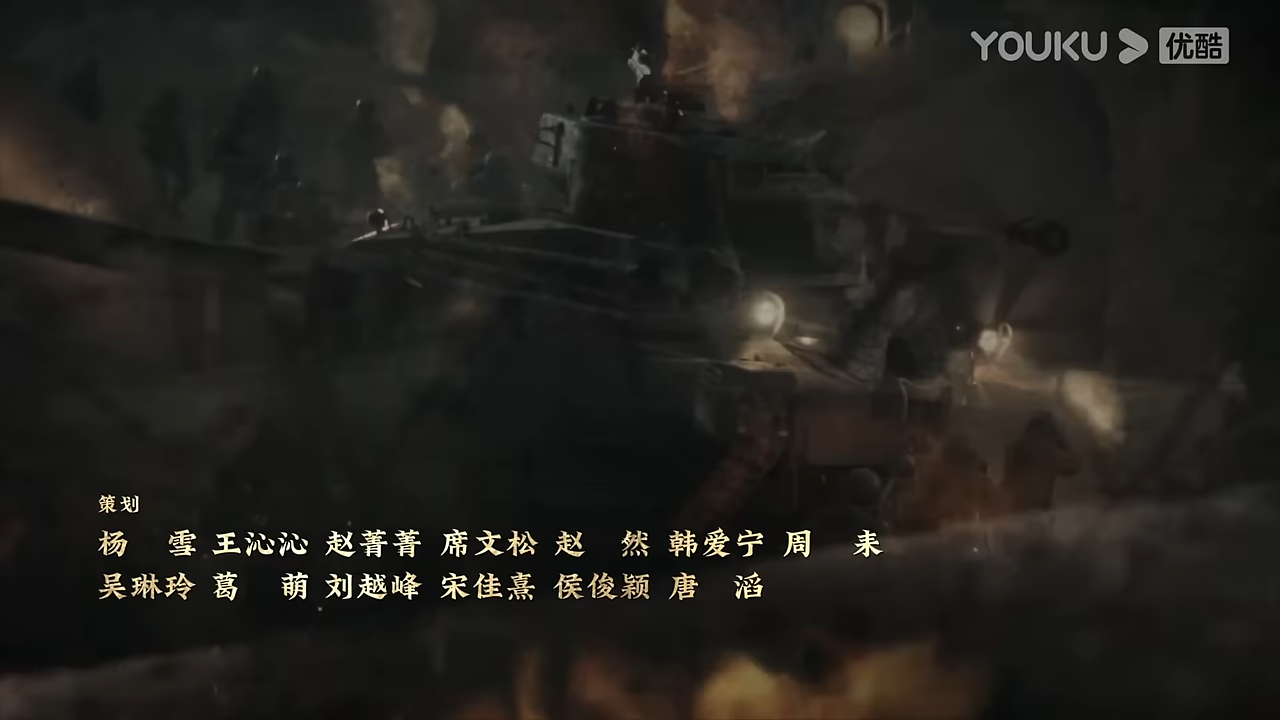 YOUKU 优酷
策划
杨 雪 王沁沁 赵菁菁 席文松 赵 然 韩爱宁 周 耒
吴琳玲 葛 萌 刘越峰 宋佳熹 侯俊颖 唐 滔